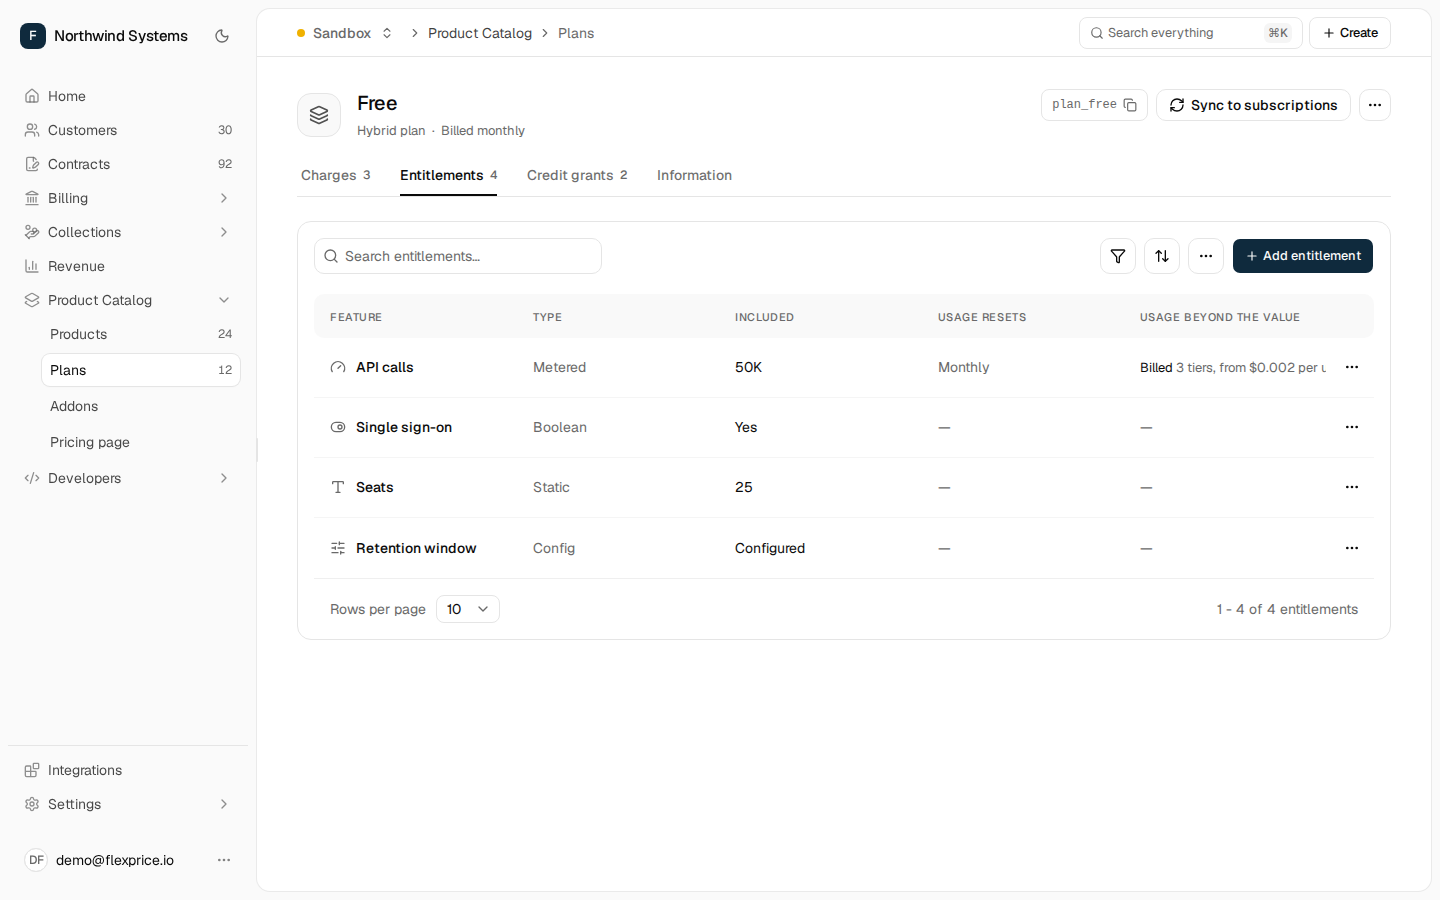 F Northwind Systems
Home
Customers 30
Contracts 92
Billing
Collections
Revenue
Product Catalog
Products 24
Plans 12
Addons
Pricing page
Developers
Integrations
Settings
DF demo@flexprice.io
Sandbox Product Catalog Plans
Search everything ⌘K
+ Create
Free
Hybrid plan · Billed monthly
plan_free
Sync to subscriptions
Charges 3 Entitlements 4 Credit grants 2 Information
Search entitlements...
+ Add entitlement
FEATURE TYPE INCLUDED USAGE RESETS USAGE BEYOND THE VALUE
API calls Metered 50K Monthly Billed 3 tiers, from $0.002 per
Single sign-on Boolean Yes — —
Seats Static 25 — —
Retention window Config Configured — —
Rows per page 10
1 - 4 of 4 entitlements